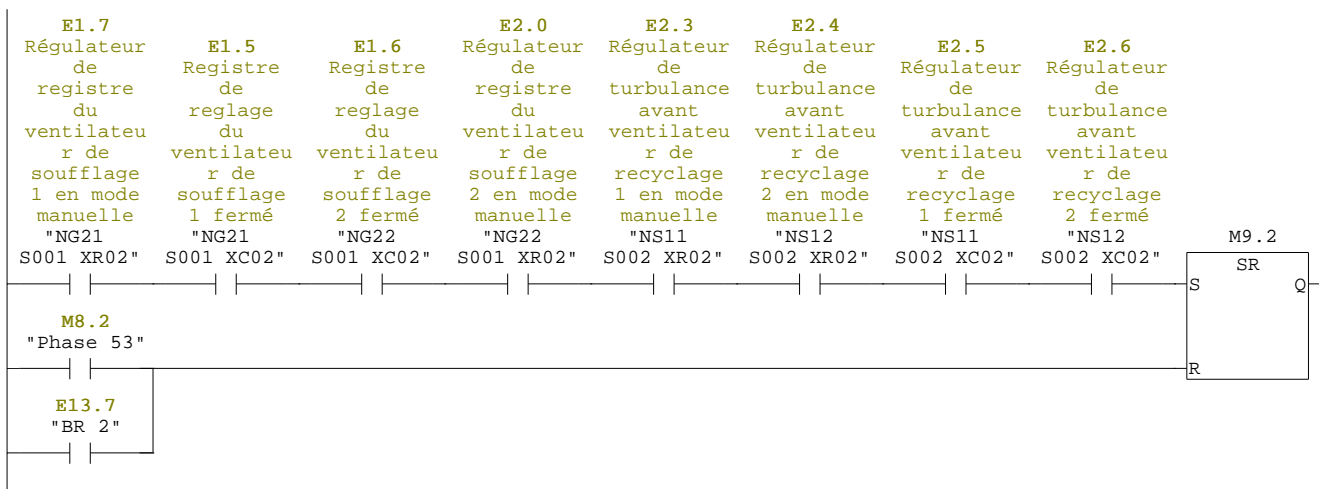 E1.7
Régulateur
de
registre
du
ventilateu
r de
soufflage
1 en mode
manuelle
"NG21
S001 XR02"
E1.5
Registre
de
reglage
du
ventilateu
r de
soufflage
1 fermé
"NG21
S001 XC02"
E1.6
Registre
de
reglage
du
ventilateu
r de
soufflage
2 fermé
"NG22
S001 XC02"
E2.0
Régulateur
de
registre
du
ventilateu
r de
soufflage
2 en mode
manuelle
"NG22
S001 XR02"
E2.3
Régulateur
de
turbulance
avant
ventilateu
r de
recyclage
1 en mode
manuelle
"NS11
S002 XR02"
E2.4
Régulateur
de
turbulance
avant
ventilateu
r de
recyclage
2 en mode
manuelle
"NS12
S002 XR02"
E2.5
Régulateur
de
turbulance
avant
ventilateu
r de
recyclage
1 fermé
"NS11
S002 XC02"
E2.6
Régulateur
de
turbulance
avant
ventilateu
r de
recyclage
2 fermé
"NS12
S002 XC02"
M9.2
SR
S
Q
M8.2
"Phase 53"
R
E13.7
"BR 2"